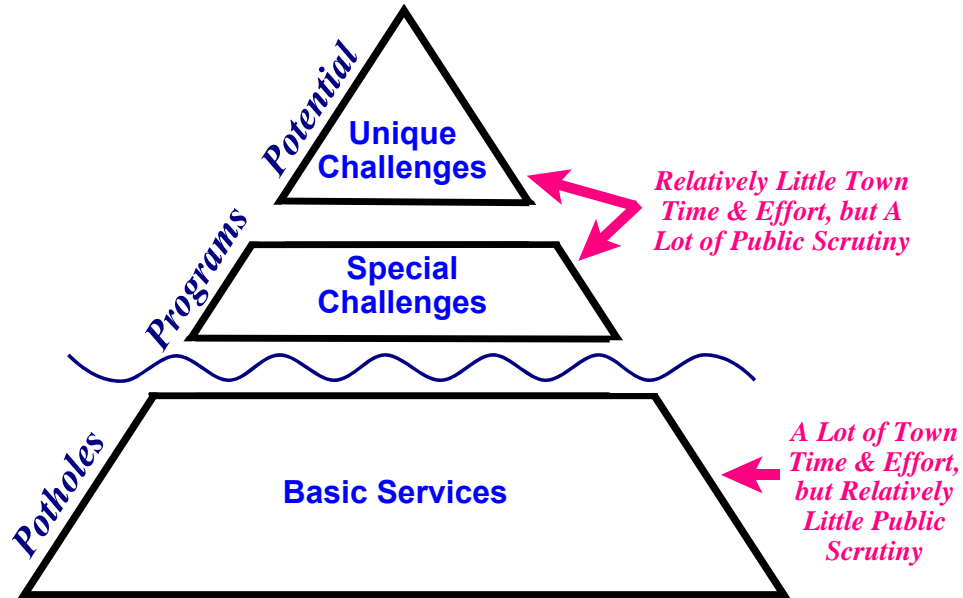 Potential
Unique
Challenges
Relatively Little Town
Time & Effort, but A
Lot of Public Scrutiny
Programs
Special
Challenges
Potholes
Basic Services
A Lot of Town
Time & Effort,
but Relatively
Little Public
Scrutiny